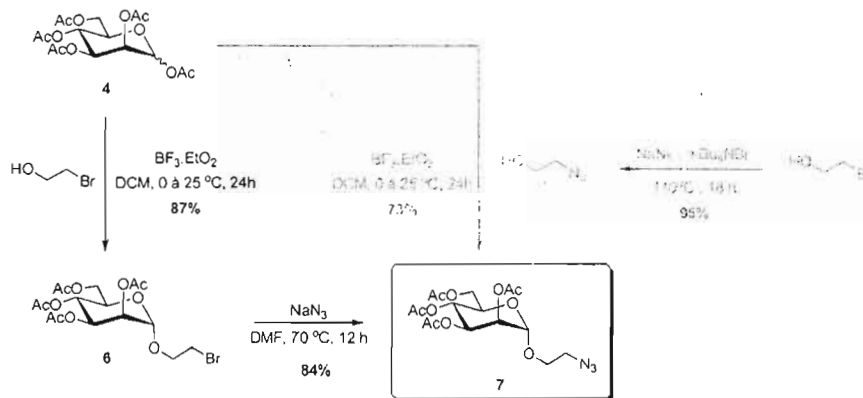 AcO OAc
AcO O
AcO
OAc
4
HO
Br
BF₃.EtO₂
DCM, 0 à 25 °C, 24h
87%
BF₃.EtO₂
DCM, 0 à 25 °C, 24h
73%
HO
N₃
110°C
95%
HO
AcO OAc
AcO O
AcO
6
O
Br
NaN₃
DMF, 70 °C, 12 h
84%
AcO OAc
AcO O
AcO
O
N₃
7